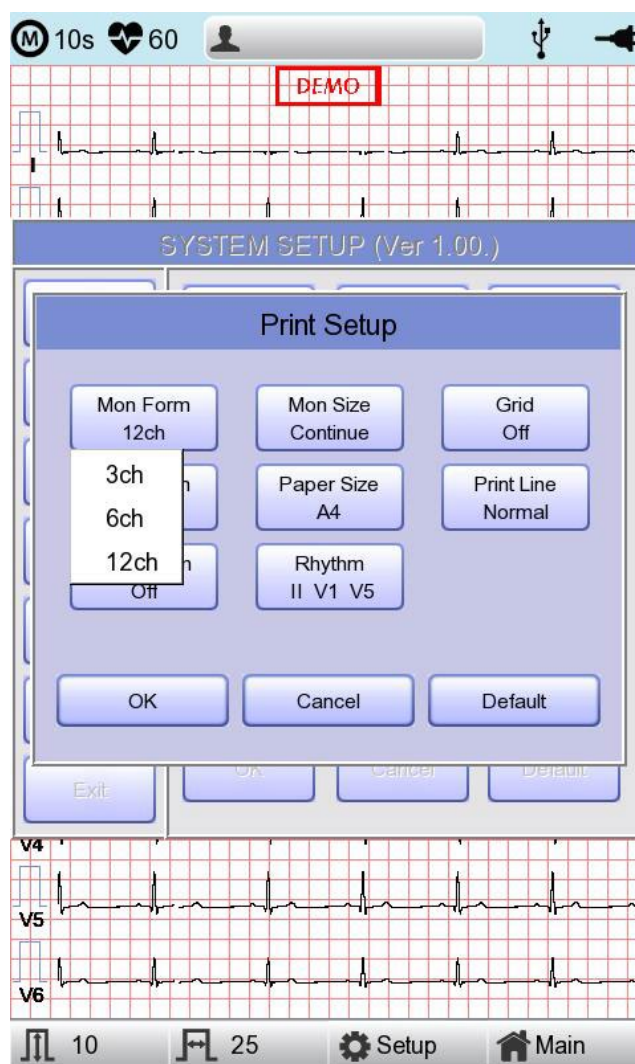 M 10s 60
DEMO
I
SYSTEM SETUP (Ver 1.00.)
Print Setup
Mon Form
12ch
Mon Size
Continue
Grid
Off
3ch
6ch
12ch
Paper Size
A4
Print Line
Normal
Off
Rhythm
II V1 V5
OK
Cancel
Default
Exit
OK
Cancel
Default
V4
V5
V6
10
25
Setup
Main